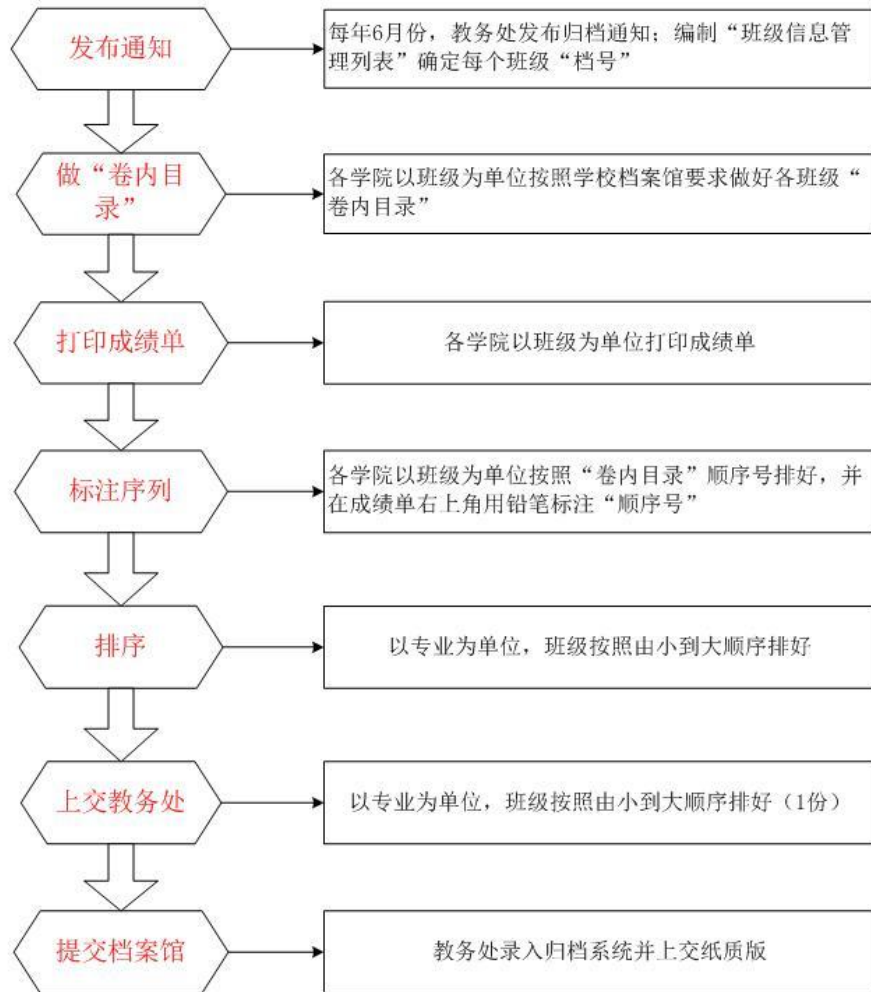 发布通知
每年6月份，教务处发布归档通知；编制“班级信息管
理列表”确定每个班级“档号”
做“卷内目
录”
各学院以班级为单位按照学校档案馆要求做好各班级“
卷内目录”
打印成绩单
各学院以班级为单位打印成绩单
标注序列
各学院以班级为单位按照“卷内目录”顺序号排好，并
在成绩单右上角用铅笔标注“顺序号”
排序
以专业为单位，班级按照由小到大顺序排好
上交教务处
以专业为单位，班级按照由小到大顺序排好（1份）
提交档案馆
教务处录入归档系统并上交纸质版